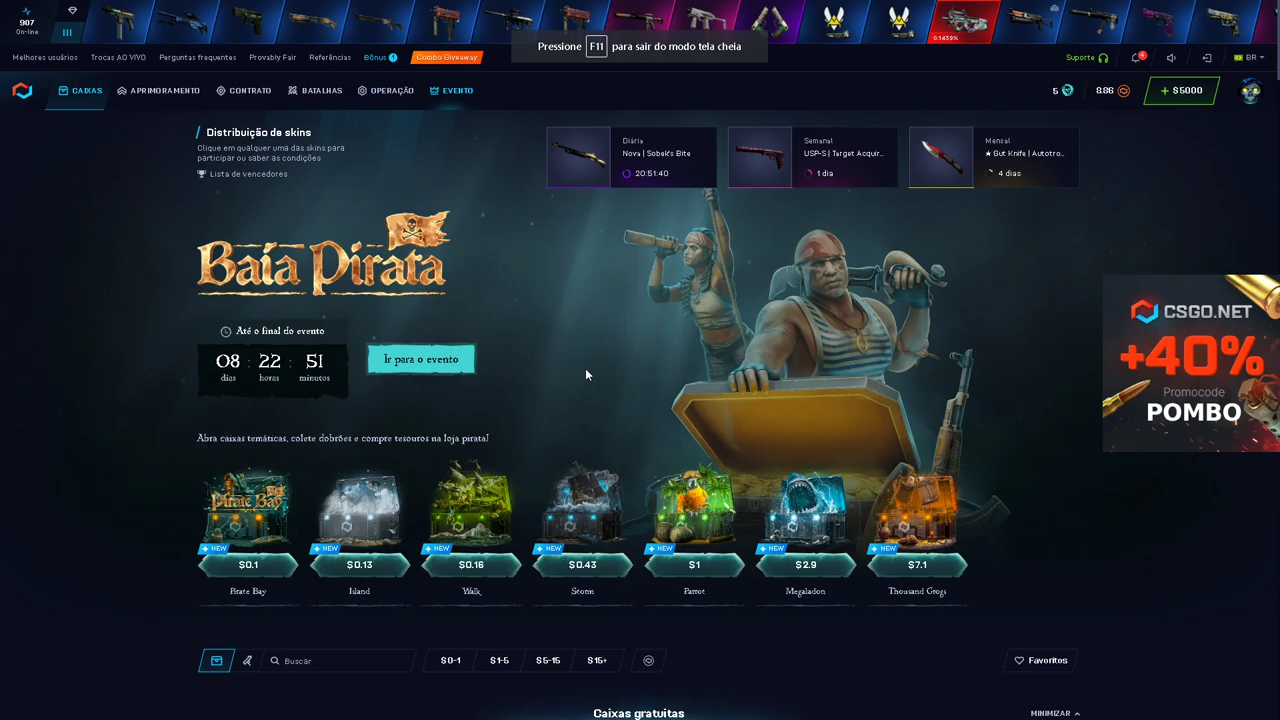 907
On-line
0.1439%
Pressione F11 para sair do modo tela cheia
Melhores usuários
Trocas AO VIVO
Perguntas frequentes
Provably Fair
Referências
Bônus
Combo Giveaway
Suporte
4
BR
CAIXAS
APRIMORAMENTO
CONTRATO
BATALHAS
OPERAÇÃO
EVENTO
5
8.86
+ $5000
Distribuição de skins
Clique em qualquer uma das skins para
participar ou saber as condições
Lista de vencedores
Diária
Nova | Sobek's Bite
20:51:40
Semanal
USP-S | Target Acquir...
1 dia
Mensal
★ Gut Knife | Autotro...
4 dias
Baía Pirata
Até o final do evento
08 : 22 : 51
dias horas minutos
Ir para o evento
CSGO.NET
+40%
Promocode
POMBO
Abra caixas temáticas, colete dobrões e compre tesouros na loja pirata!
Pirate Bay
NEW
NEW
NEW
NEW
NEW
NEW
NEW
$0.1
$0.13
$0.16
$0.43
$1
$2.9
$7.1
Pirate Bay
Island
Walk
Storm
Parrot
Megaladon
Thousand Grogs
Buscar
$0-1
$1-5
$5-15
$15+
Favoritos
Caixas gratuitas
MINIMIZAR